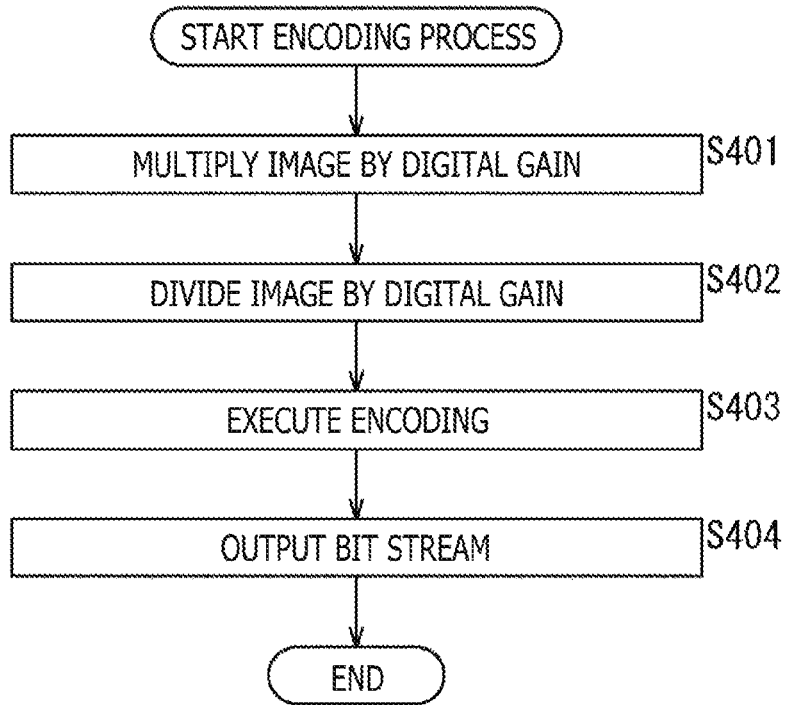 START ENCODING PROCESS
MULTIPLY IMAGE BY DIGITAL GAIN
S401
DIVIDE IMAGE BY DIGITAL GAIN
S402
EXECUTE ENCODING
S403
OUTPUT BIT STREAM
S404
END